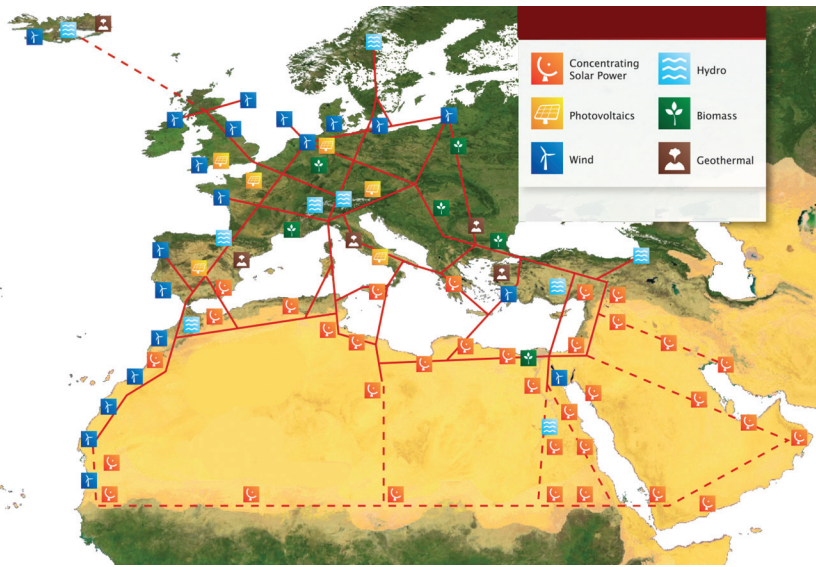 Concentrating
Solar Power
Hydro
Photovoltaics
Biomass
Wind
Geothermal